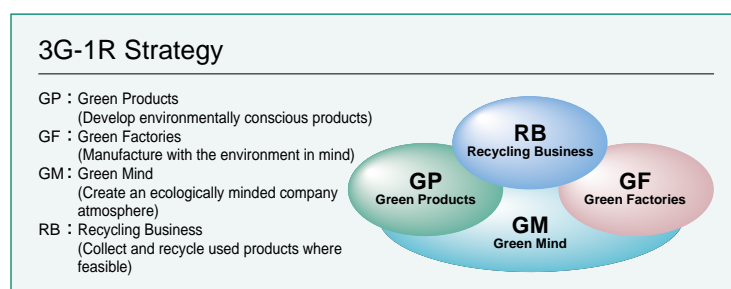 3G-1R Strategy
GP：Green Products
(Develop environmentally conscious products)
GF：Green Factories
(Manufacture with the environment in mind)
GM：Green Mind
(Create an ecologically minded company
atmosphere)
RB：Recycling Business
(Collect and recycle used products where
feasible)
RB
Recycling Business
GP
Green Products
GF
Green Factories
GM
Green Mind